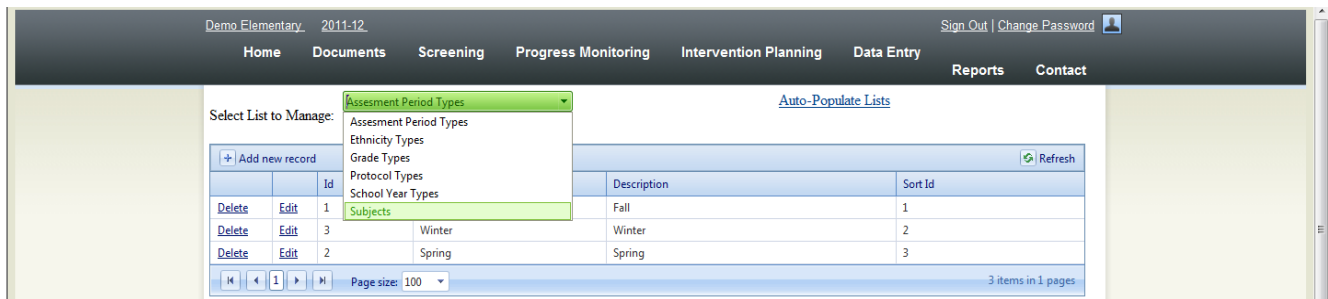 Demo Elementary 2011-12 Sign Out | Change Password
Home Documents Screening Progress Monitoring Intervention Planning Data Entry
Reports Contact
Select List to Manage: Assesment Period Types Auto-Populate Lists
Assesment Period Types
Ethnicity Types
Grade Types
Protocol Types
School Year Types
Subjects
Add new record Refresh
Id Description Sort Id
Delete Edit 1 Fall 1
Delete Edit 3 Winter Winter 2
Delete Edit 2 Spring Spring 3
1 Page size: 100 3 items in 1 pages